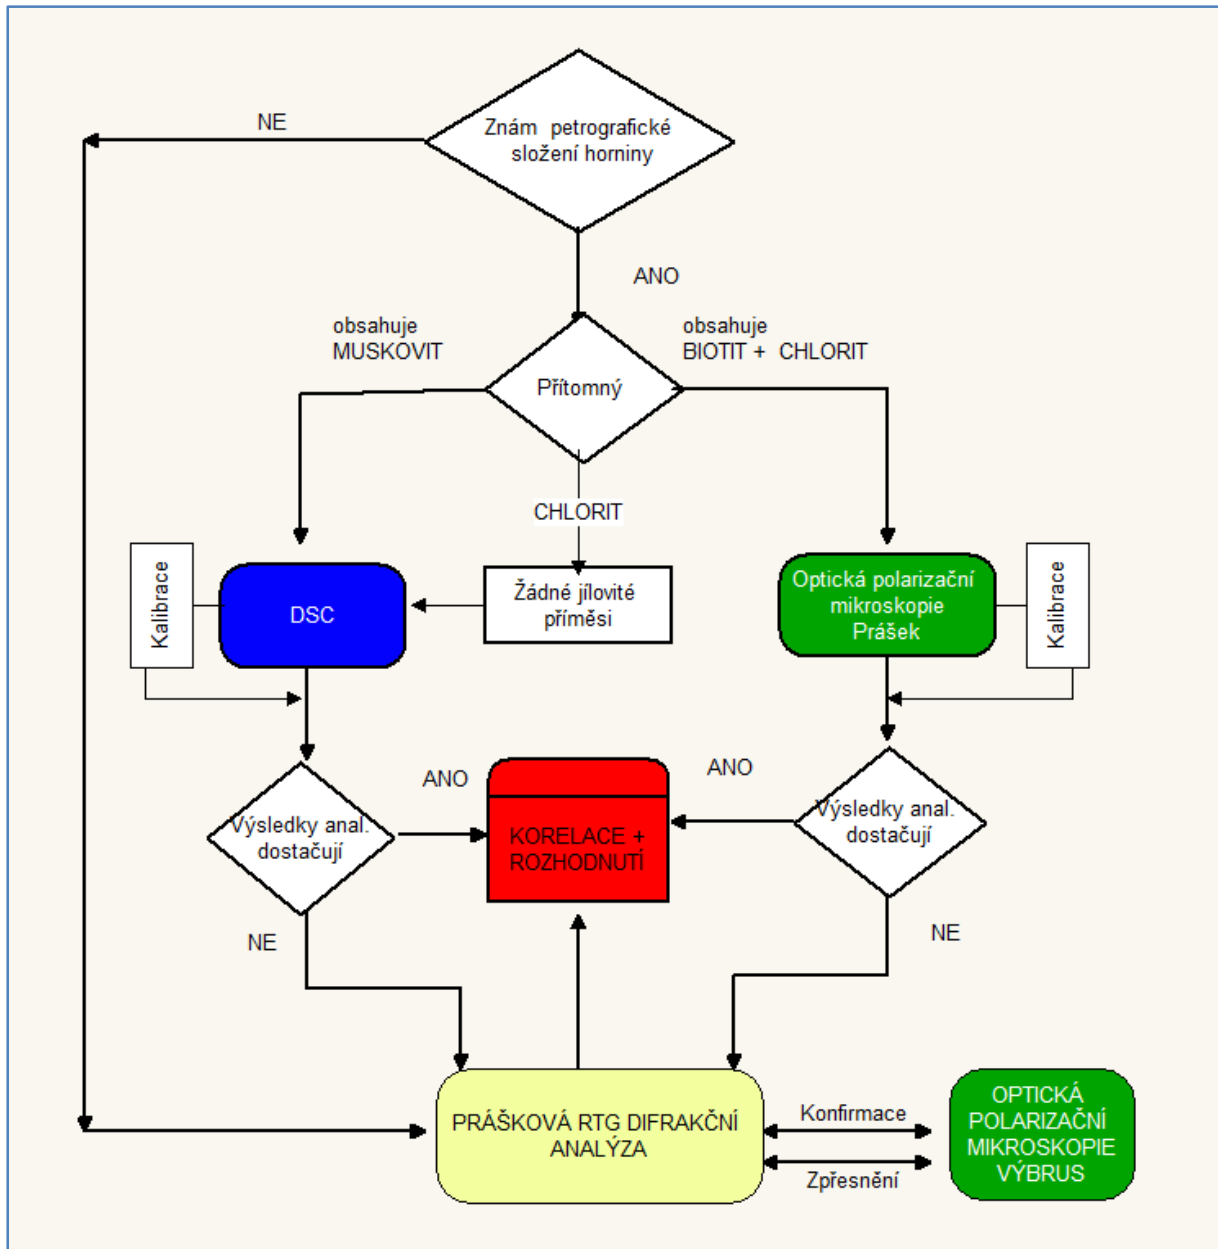 Znám petrografické
složení horniny
NE
ANO
obsahuje
MUSKOVIT
obsahuje
BIOTIT + CHLORIT
Přítomný
CHLORIT
Kalibrace
DSC
Žádné jílovité
příměsi
Optická polarizační
mikroskopie
Prášek
Kalibrace
ANO
ANO
Výsledky anal.
dostačují
KORELACE +
ROZHODNUTÍ
Výsledky anal.
dostačují
NE
NE
PRÁŠKOVÁ RTG DIFRAKČNÍ
ANALÝZA
Konfirmace
Zpřesnění
OPTICKÁ
POLARIZAČNÍ
MIKROSKOPIE
VÝBRUS